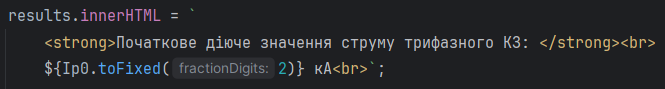 results.innerHTML = `
<strong>Початкове діюче значення струму трифазного КЗ: </strong><br>
${Ip0.toFixed( fractionDigits: 2)} кА<br>`;